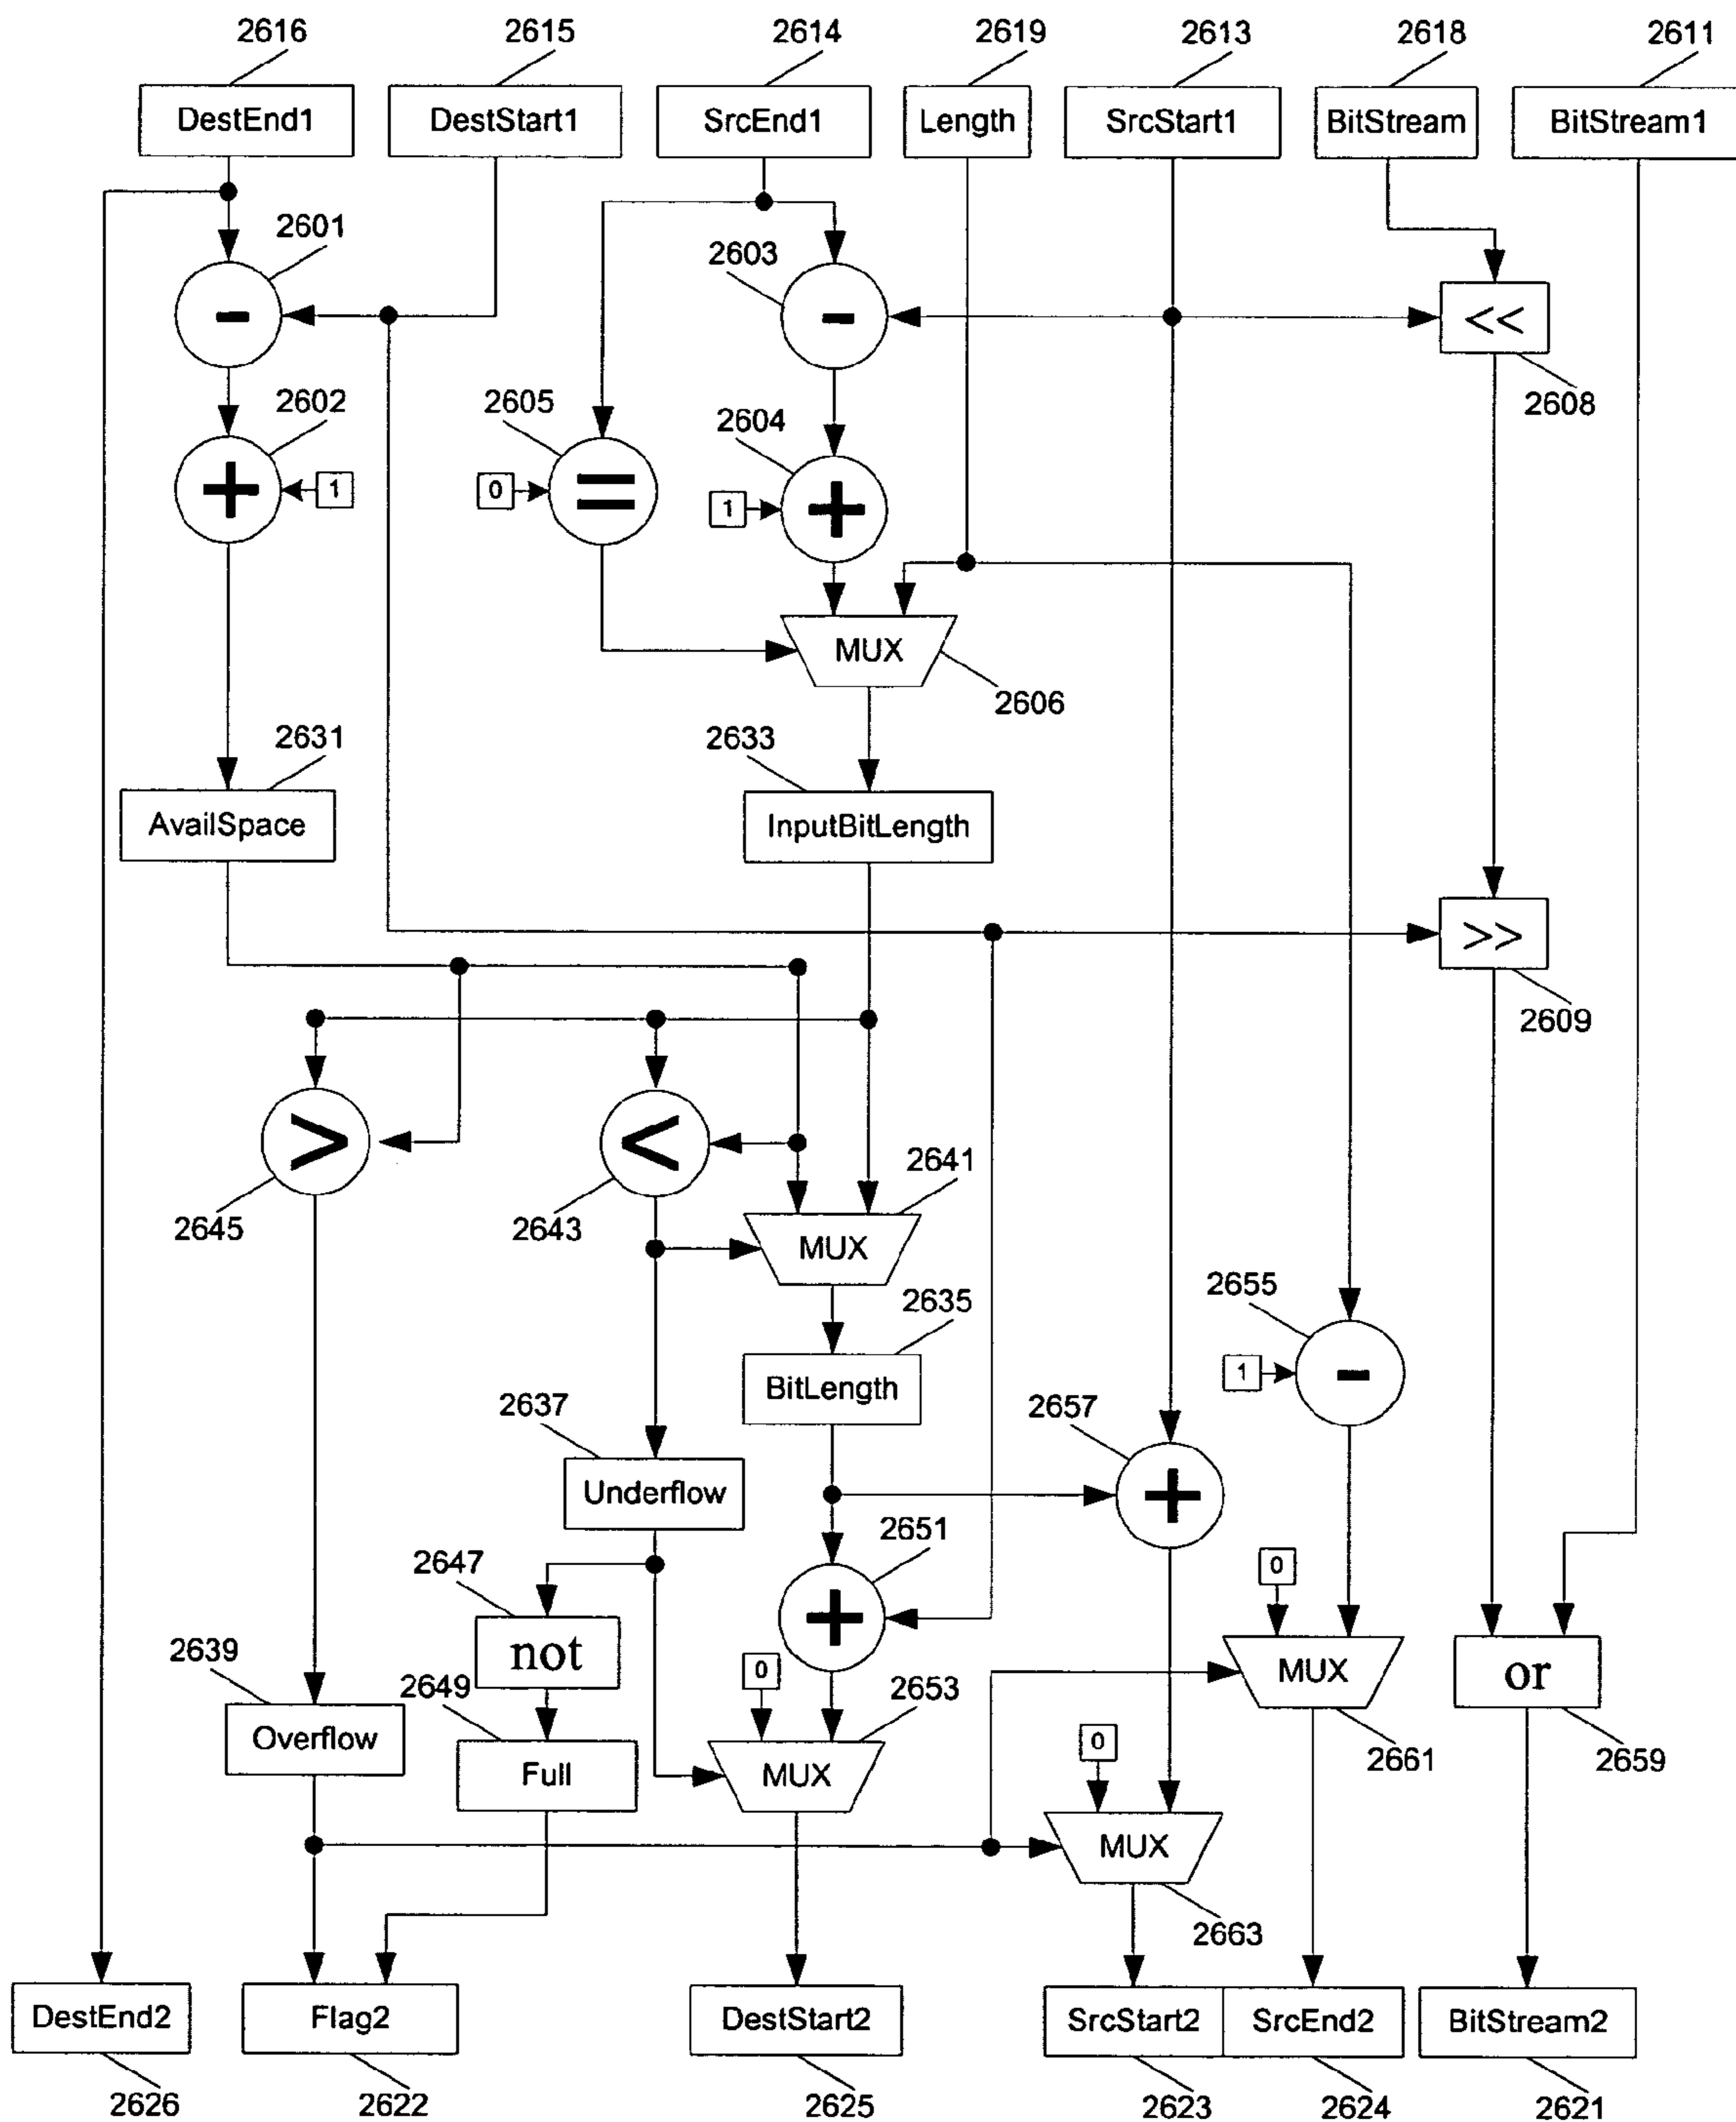 2616 2615 2614 2619 2613 2618 2611
DestEnd1 DestStart1 SrcEnd1 Length SrcStart1 BitStream BitStream1
2601
2603
- - <<
2608
2602 2605 2604
+ 1 0 = 1 +
MUX
2606
2631 2633
AvailSpace InputBitLength
>>
2609
> <
2645 2643 2641
MUX
2635 2655
BitLength 1 -
2637 2657
Underflow +
2651
2647 0
+
not 0 MUX or
2639 2649 2653
Overflow 0 2661 2659
Full MUX
MUX
2663
DestEnd2 Flag2 DestStart2 SrcStart2 SrcEnd2 BitStream2
2626 2622 2625 2623 2624 2621